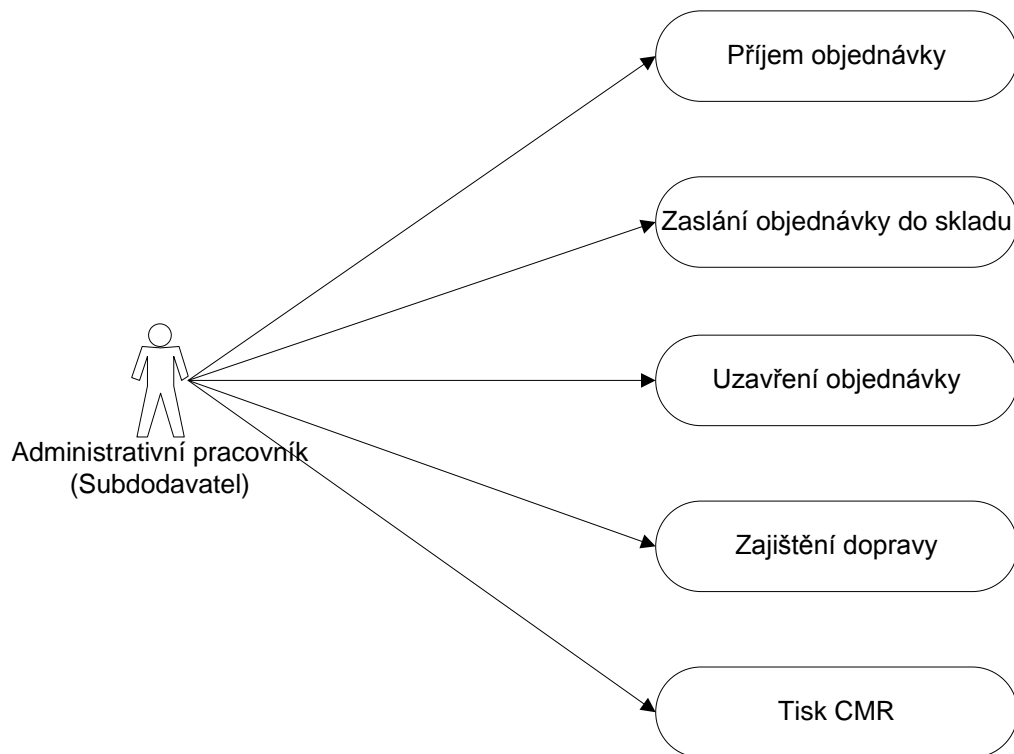 Příjem objednávky
Zaslání objednávky do skladu
Uzavření objednávky
Administrativní pracovník
(Subdodavatel)
Zajištění dopravy
Tisk CMR